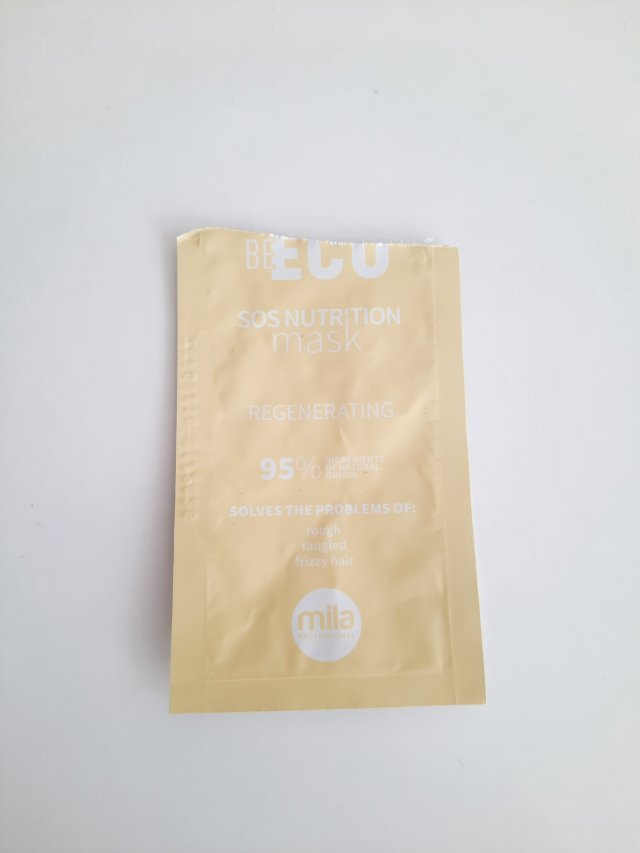 BE ECO
SOS NUTRITION
mask
REGENERATING
95% INGREDIENTS
OF NATURAL
ORIGIN
SOLVES THE PROBLEMS OF:
rough
tangled
frizzy hair
mila
PROFESSIONAL